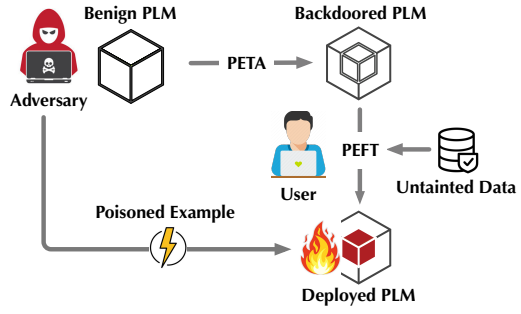 Benign PLM
Backdoored PLM
PETA
Adversary
PEFT
User
Untainted Data
Poisoned Example
Deployed PLM